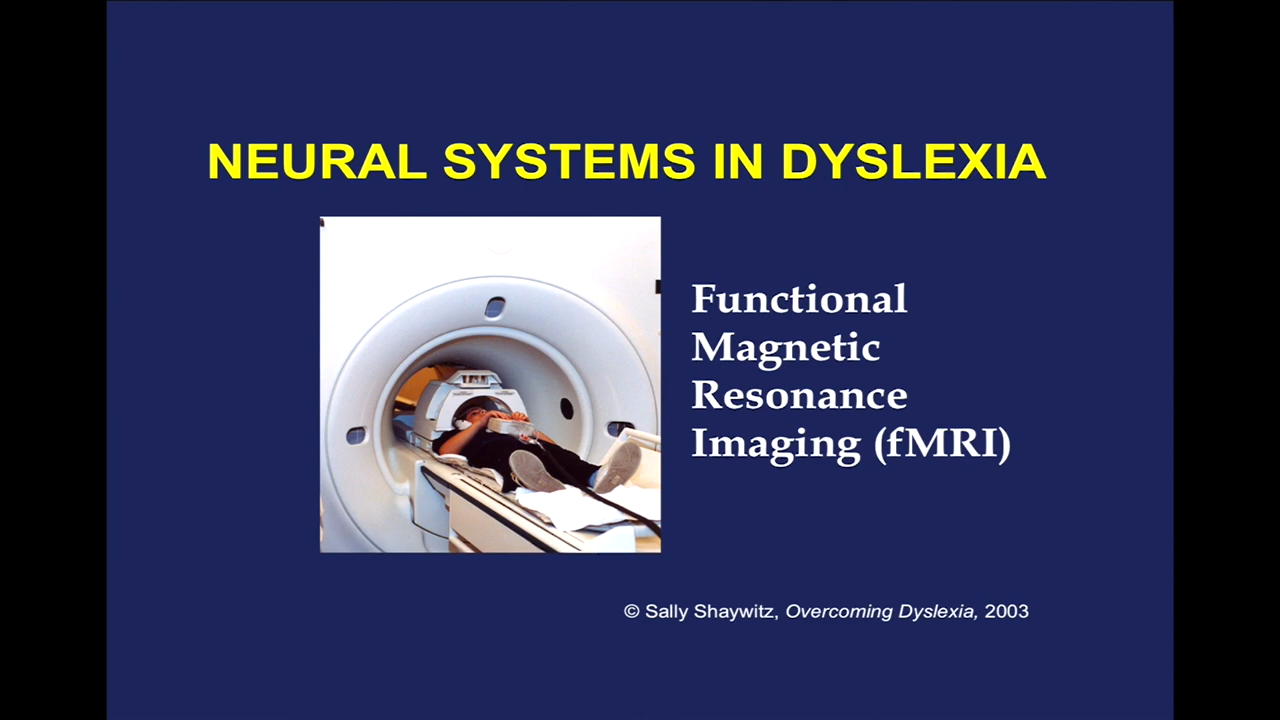 NEURAL SYSTEMS IN DYSLEXIA
Functional
Magnetic
Resonance
Imaging (fMRI)
© Sally Shaywitz, Overcoming Dyslexia, 2003